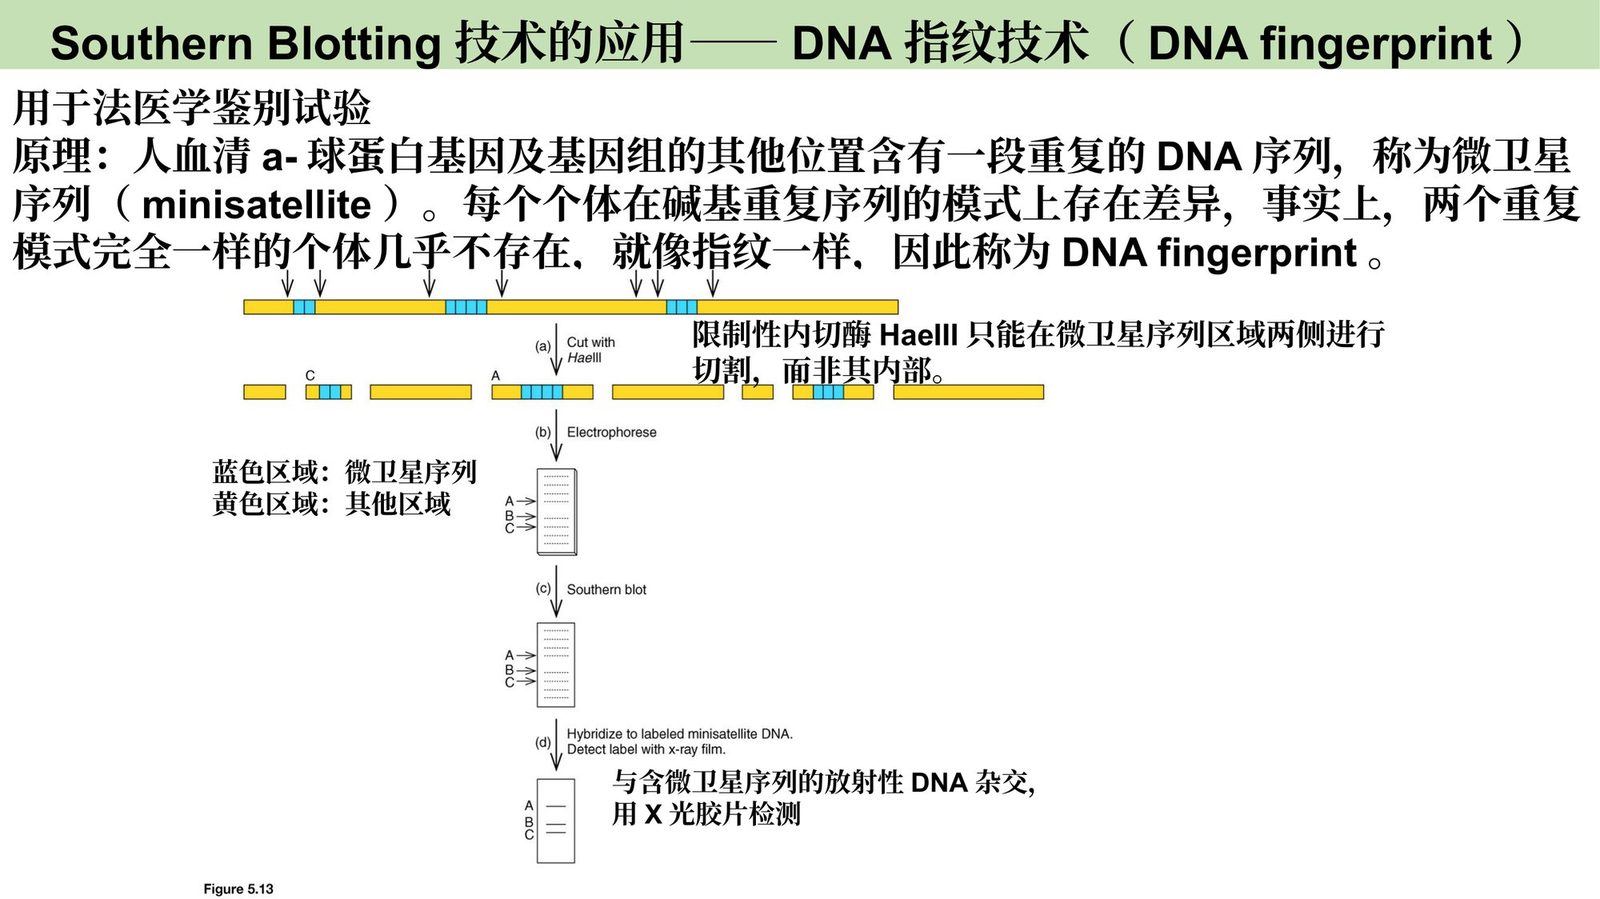 Southern Blotting 技术的应用—— DNA 指纹技术（ DNA fingerprint ）
用于法医学鉴别试验
原理：人血清 a- 球蛋白基因及基因组的其他位置含有一段重复的 DNA 序列，称为微卫星
序列（ minisatellite ）。每个个体在碱基重复序列的模式上存在差异，事实上，两个重复
模式完全一样的个体几乎不存在，就像指纹一样，因此称为 DNA fingerprint 。
(a) Cut with
HaeIII
限制性内切酶 HaeIII 只能在微卫星序列区域两侧进行
切割，而非其内部。
C
A
(b) Electrophorese
蓝色区域：微卫星序列
黄色区域：其他区域
A
B
C
(c) Southern blot
A
B
C
(d) Hybridize to labeled minisatellite DNA.
Detect label with x-ray film.
与含微卫星序列的放射性 DNA 杂交,
用 X 光胶片检测
A
B
C
Figure 5.13